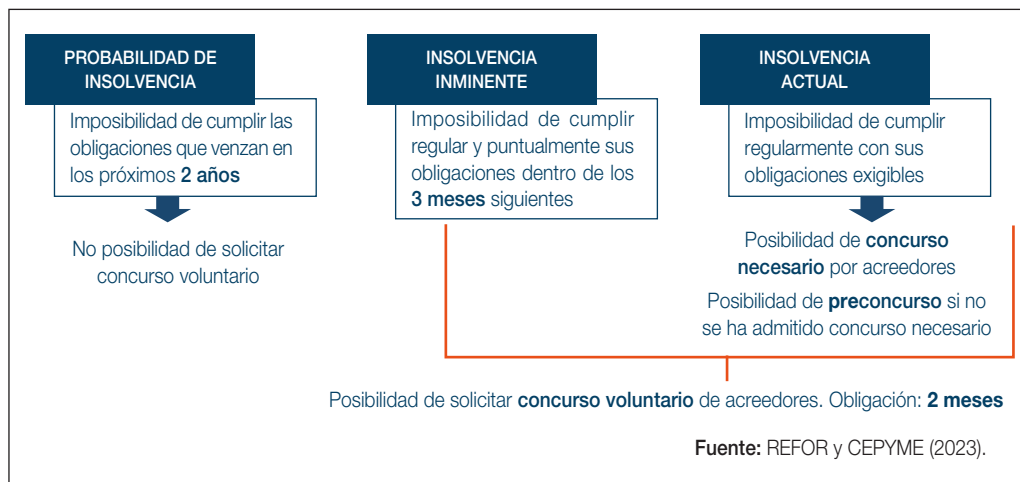 PROBABILIDAD DE
INSOLVENCIA
Imposibilidad de cumplir las
obligaciones que venzan en
los próximos 2 años
No posibilidad de solicitar
concurso voluntario
INSOLVENCIA
INMINENTE
Imposibilidad de cumplir
regular y puntualmente sus
obligaciones dentro de los
3 meses siguientes
INSOLVENCIA
ACTUAL
Imposibilidad de cumplir
regularmente con sus
obligaciones exigibles
Posibilidad de concurso
necesario por acreedores
Posibilidad de preconcurso si no
se ha admitido concurso necesario
Posibilidad de solicitar concurso voluntario de acreedores. Obligación: 2 meses
Fuente: REFOR y CEPYME (2023).